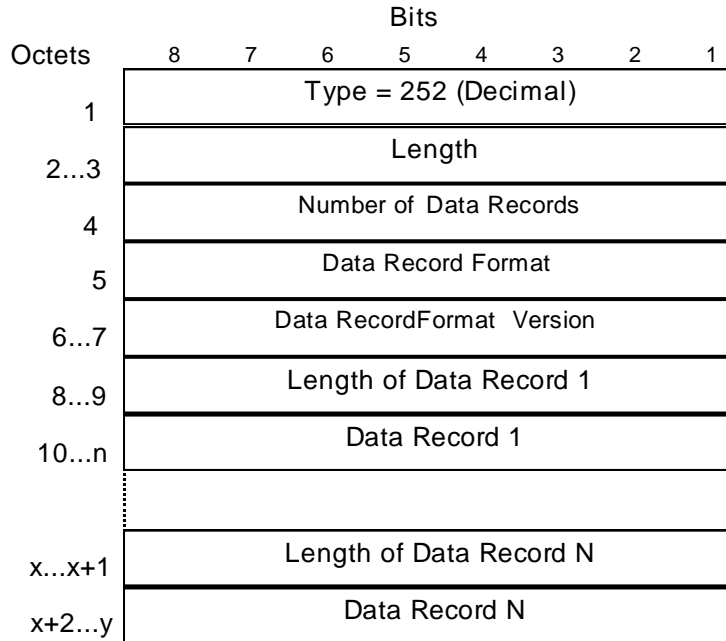 Bits
Octets 8 7 6 5 4 3 2 1
1 Type = 252 (Decimal)
2...3 Length
4 Number of Data Records
5 Data Record Format
6...7 Data RecordFormat Version
8...9 Length of Data Record 1
10...n Data Record 1
x...x+1 Length of Data Record N
x+2...y Data Record N